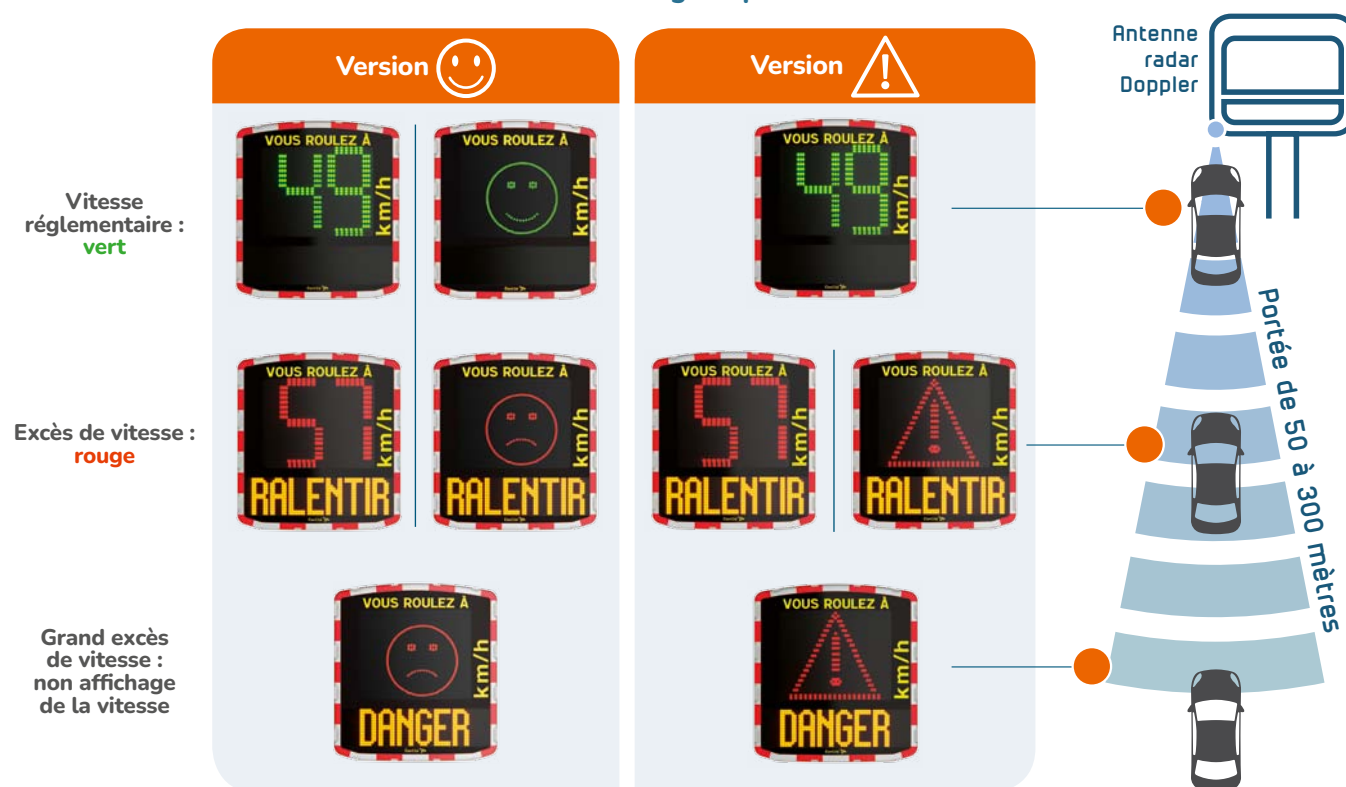 Version
Version
Antenne
radar
Doppler
Vitesse
réglementaire :
vert
VOUS ROULEZ À
49
km/h
VOUS ROULEZ À
km/h
VOUS ROULEZ À
49
km/h
Excès de vitesse :
rouge
VOUS ROULEZ À
57
km/h
RALENTIR
VOUS ROULEZ À
km/h
RALENTIR
VOUS ROULEZ À
57
km/h
RALENTIR
VOUS ROULEZ À
km/h
RALENTIR
Grand excès
de vitesse :
non affichage
de la vitesse
VOUS ROULEZ À
km/h
DANGER
VOUS ROULEZ À
km/h
DANGER
Portée de 50 à 300 mètres